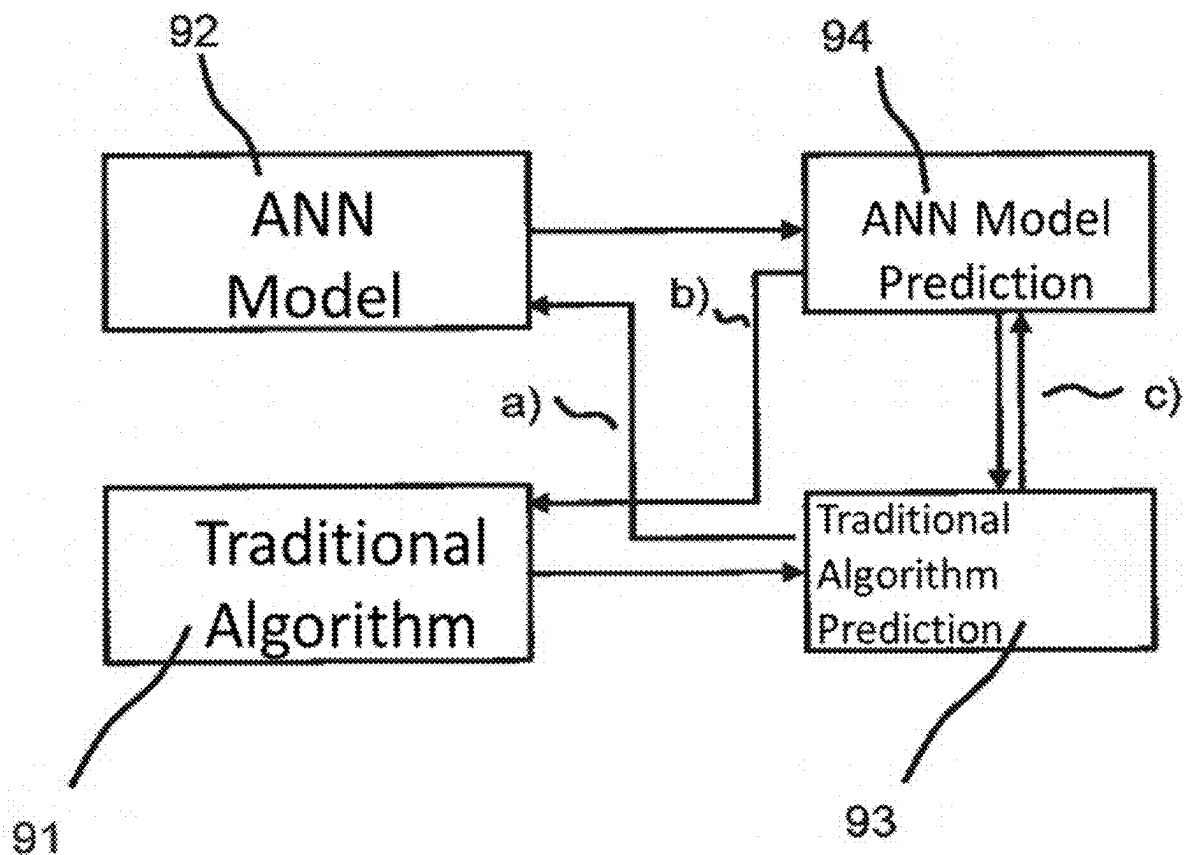 92
94
ANN
Model
ANN Model
Prediction
b)
a)
c)
Traditional
Algorithm
Traditional
Algorithm
Prediction
91
93